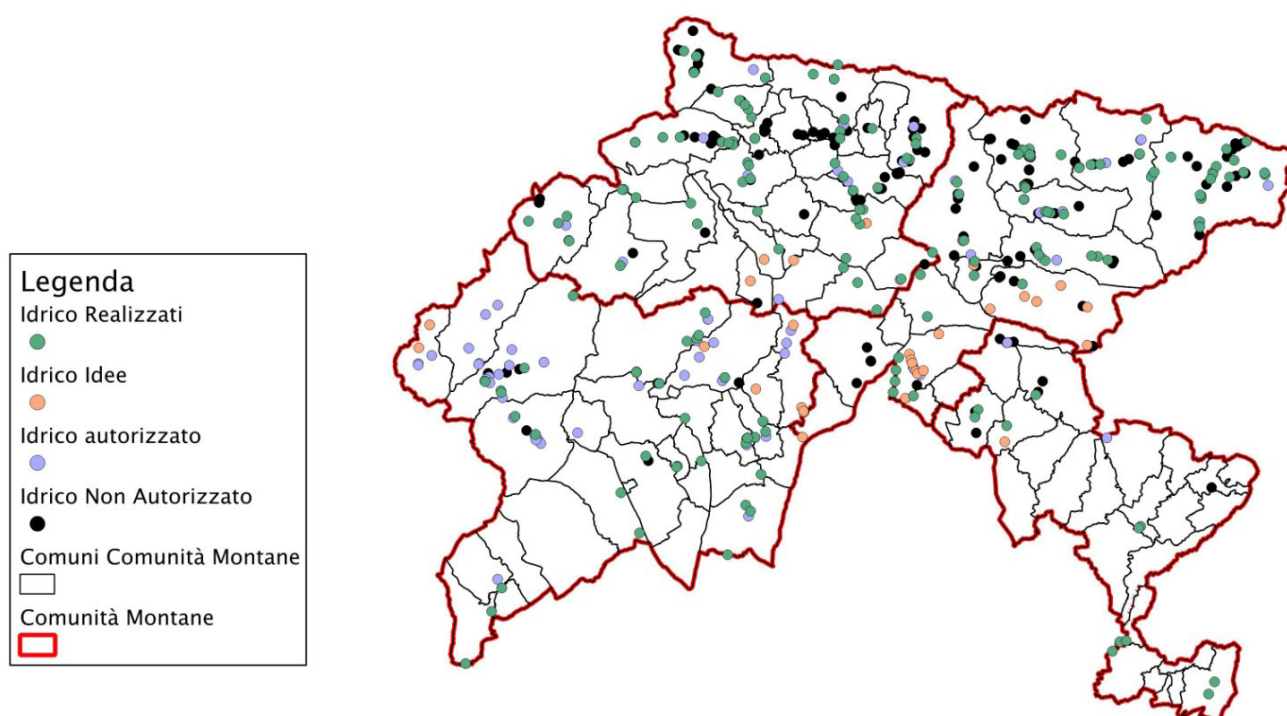 Legenda
Idrico Realizzati
Idrico Idee
Idrico autorizzato
Idrico Non Autorizzato
Comuni Comunità Montane
Comunità Montane